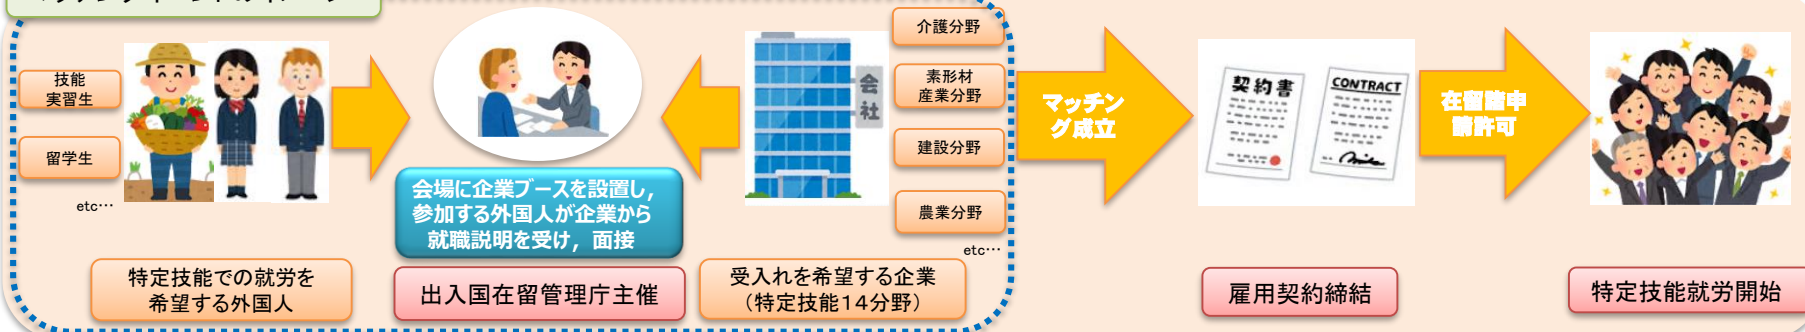 技能
実習生
留学生
etc…
特定技能での就労を
希望する外国人
会場に企業ブースを設置し，
参加する外国人が企業から
就職説明を受け，面接
出入国在留管理庁主催
会社
介護分野
素形材
産業分野
建設分野
農業分野
etc…
受入れを希望する企業
（特定技能１４分野）
マッチン
グ成立
契約書
CONTRACT
雇用契約締結
在留諸申
請許可
特定技能就労開始